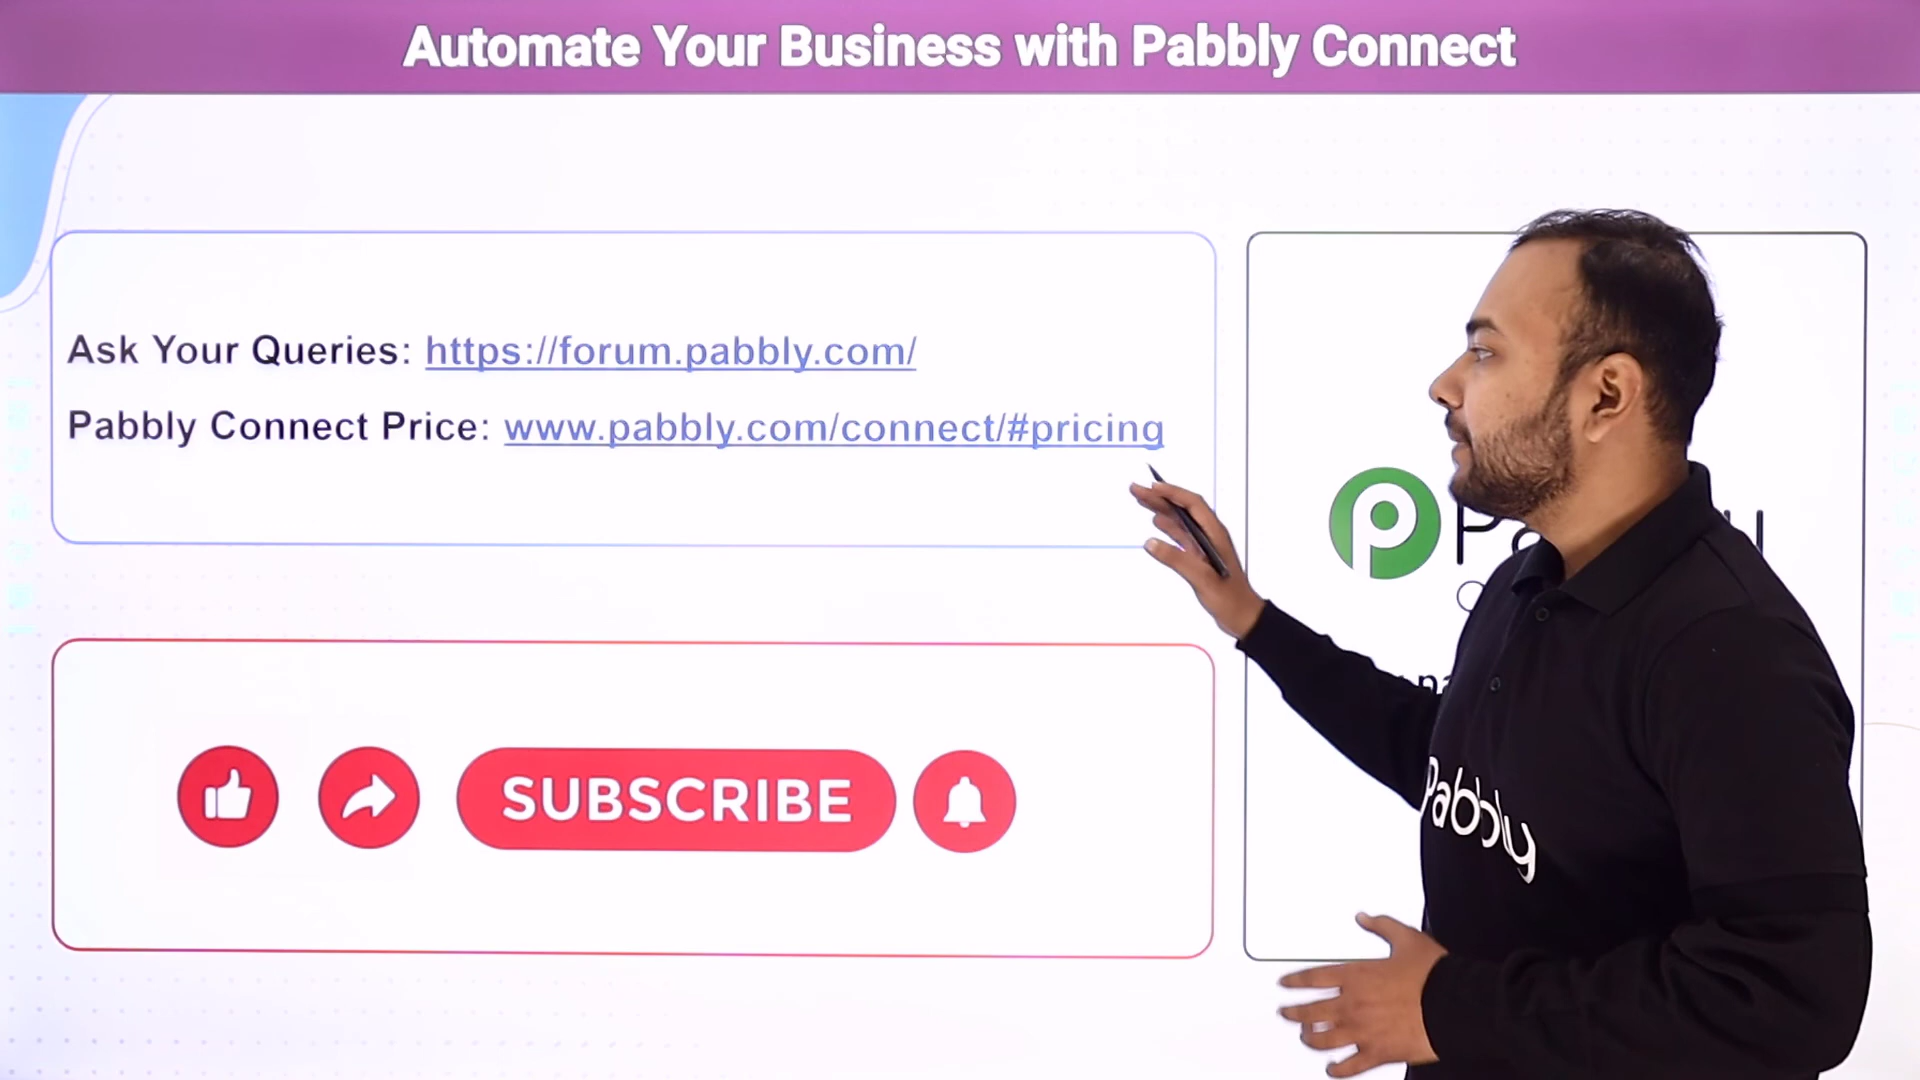 Automate Your Business with Pabbly Connect
Ask Your Queries: https://forum.pabbly.com/
Pabbly Connect Price: www.pabbly.com/connect/#pricing
SUBSCRIBE
Pabbly